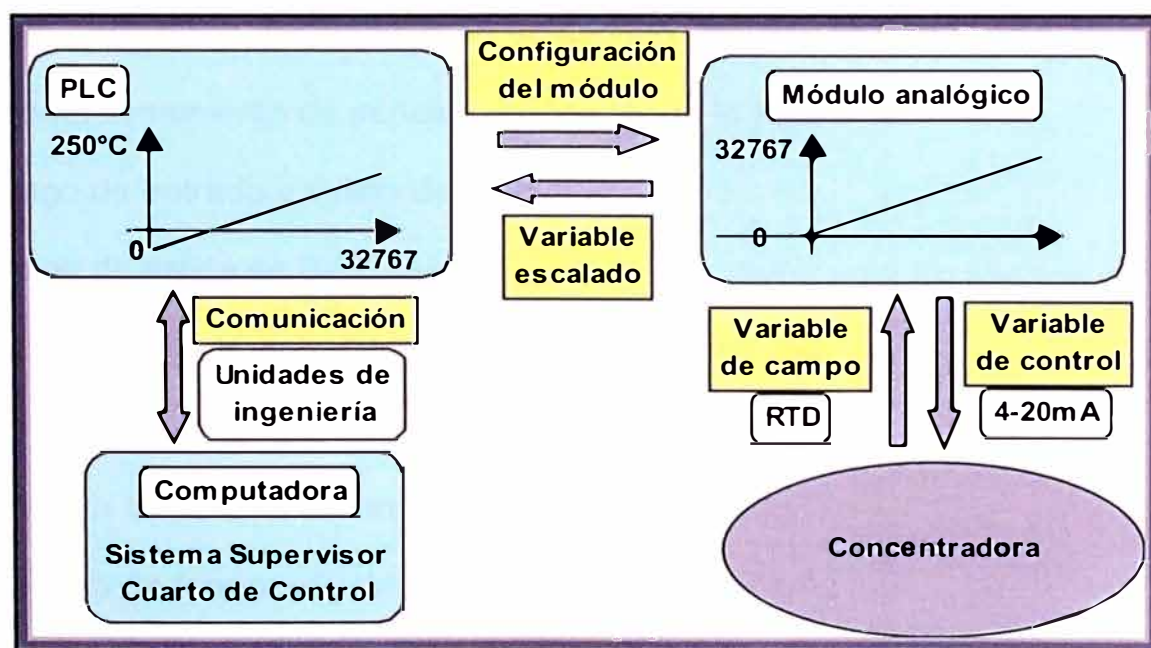 PLC
250°C
0
32767
Configuración
del módulo
Variable
escalado
Módulo analógico
32767
0
Comunicación
Unidades de
ingeniería
Variable
de campo
RTD
Variable
de control
4-20mA
Computadora
Sistema Supervisor
Cuarto de Control
Concentradora